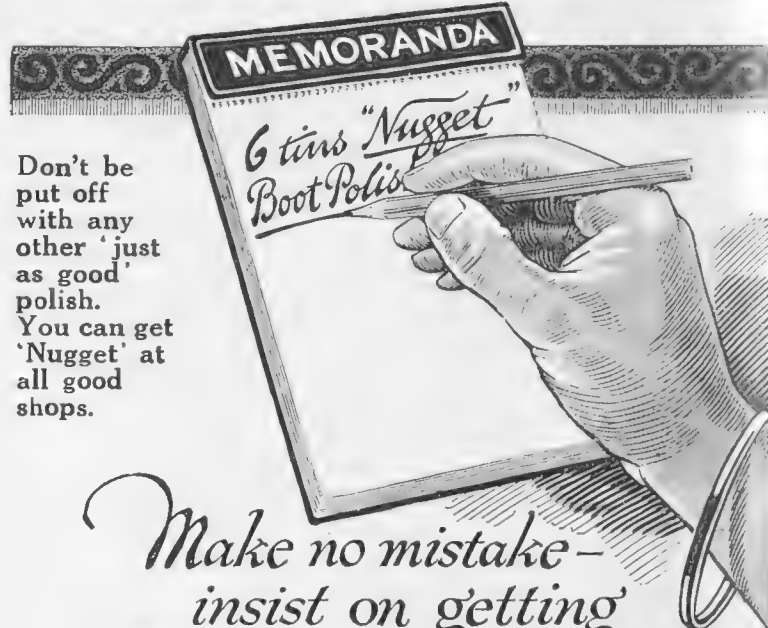 MEMORANDA
6 tins "Nugget"
Boot Polis
Don't be
put off
with any
other 'just
as good'
polish.
You can get
'Nugget' at
all good
shops.
Make no mistake–
insist on getting